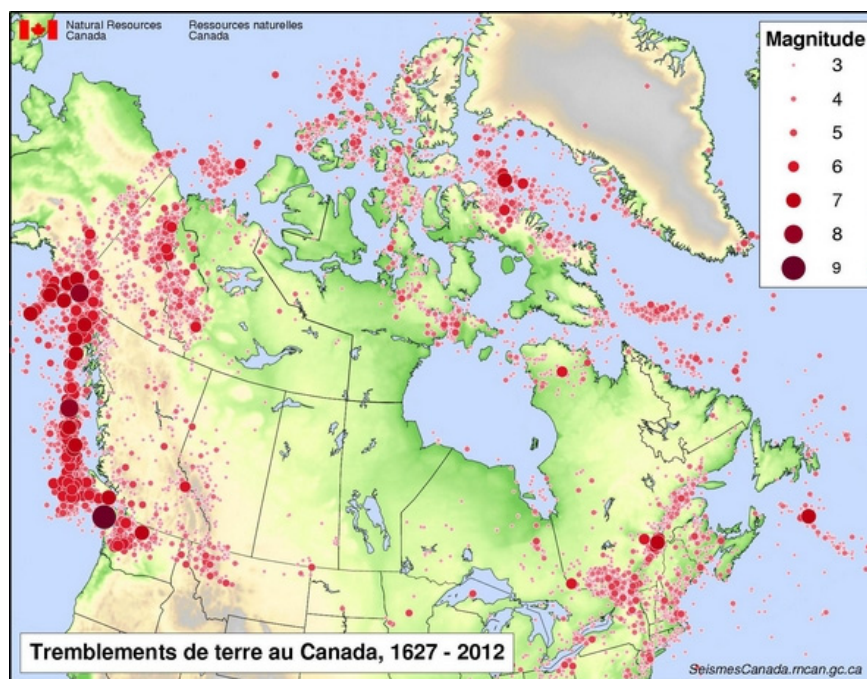 Natural Resources Ressources naturelles
Canada Canada
Magnitude
3
4
5
6
7
8
9
Tremblements de terre au Canada, 1627 - 2012
SeismesCanada.rncan.gc.ca